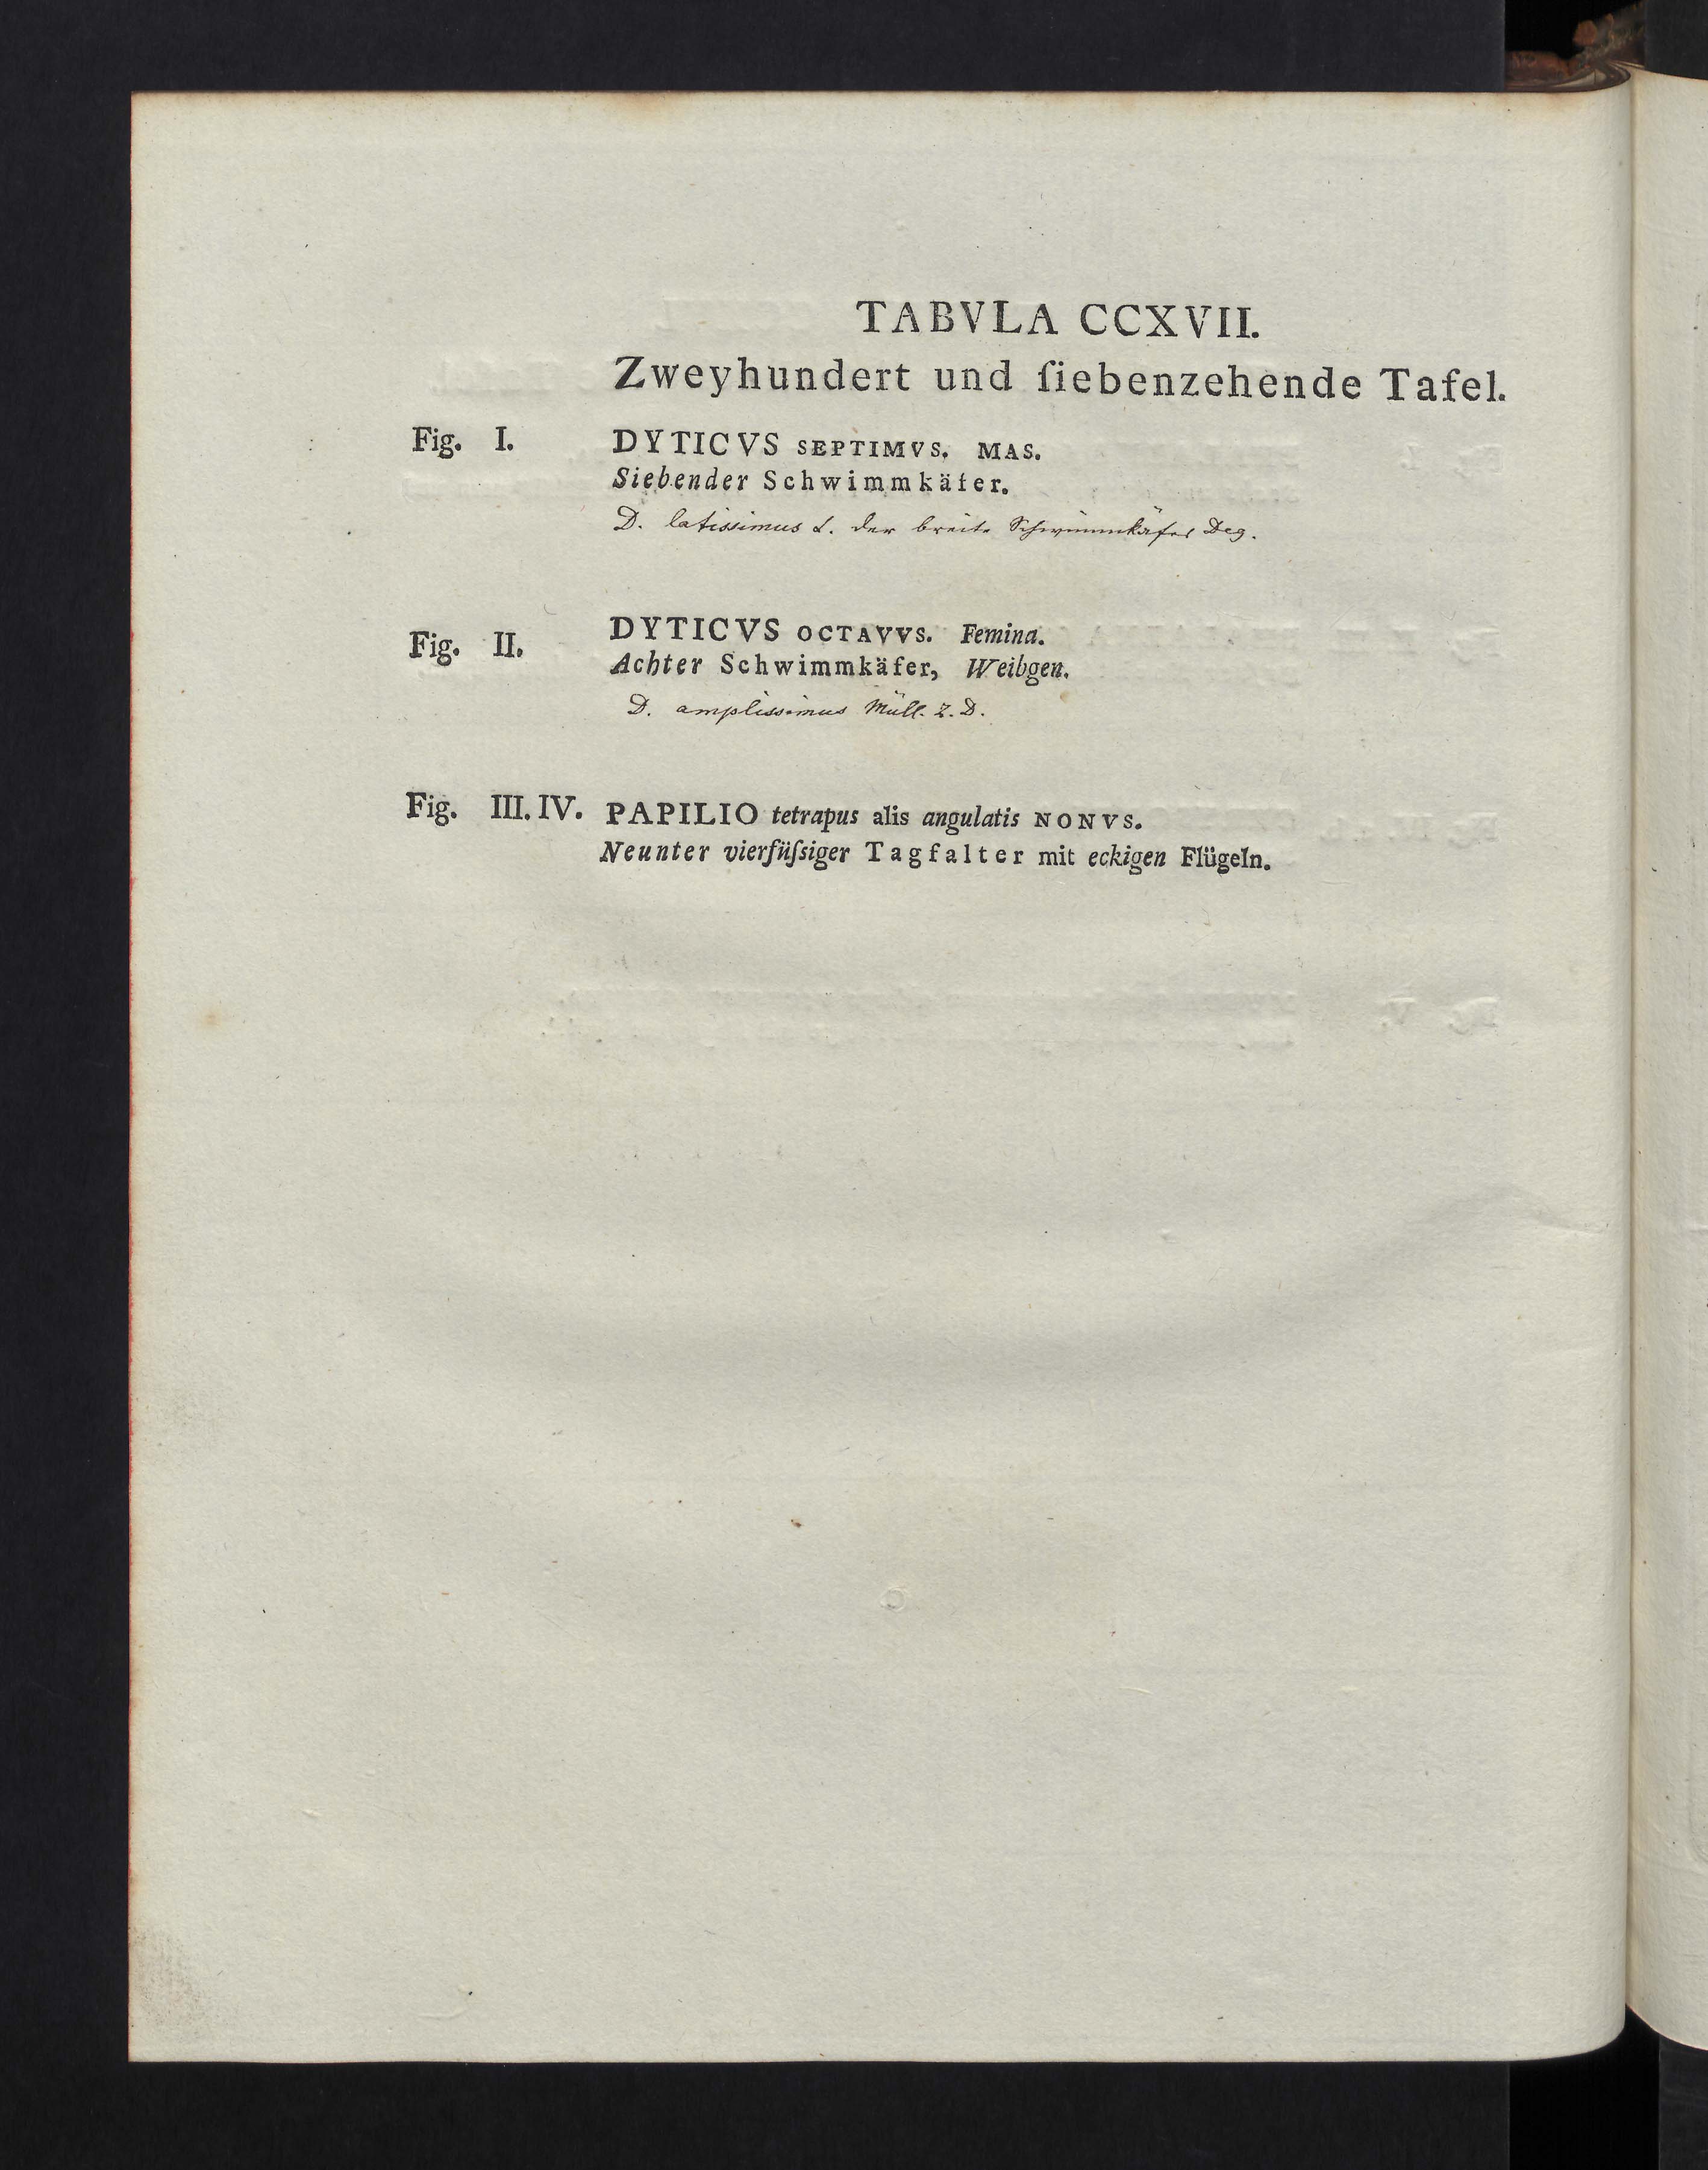 TABVLA CCXVII.
Zweyhundert und ſiebenzehende Tafel.
Fig. I. DYTICVS SEPTIMVS. MAS.
Siebender Schwimmkäfer.
D. latissimus L. der breite Schwimmkäfer Deg.
Fig. II. DYTICVS OCTAVVS. Femina.
Achter Schwimmkäfer, Weibgen.
D. amplissimus Müll. Z. D.
Fig. III. IV. PAPILIO tetrapus alis angulatis NONVS.
Neunter vierfüſsiger Tagfalter mit eckigen Flügeln.